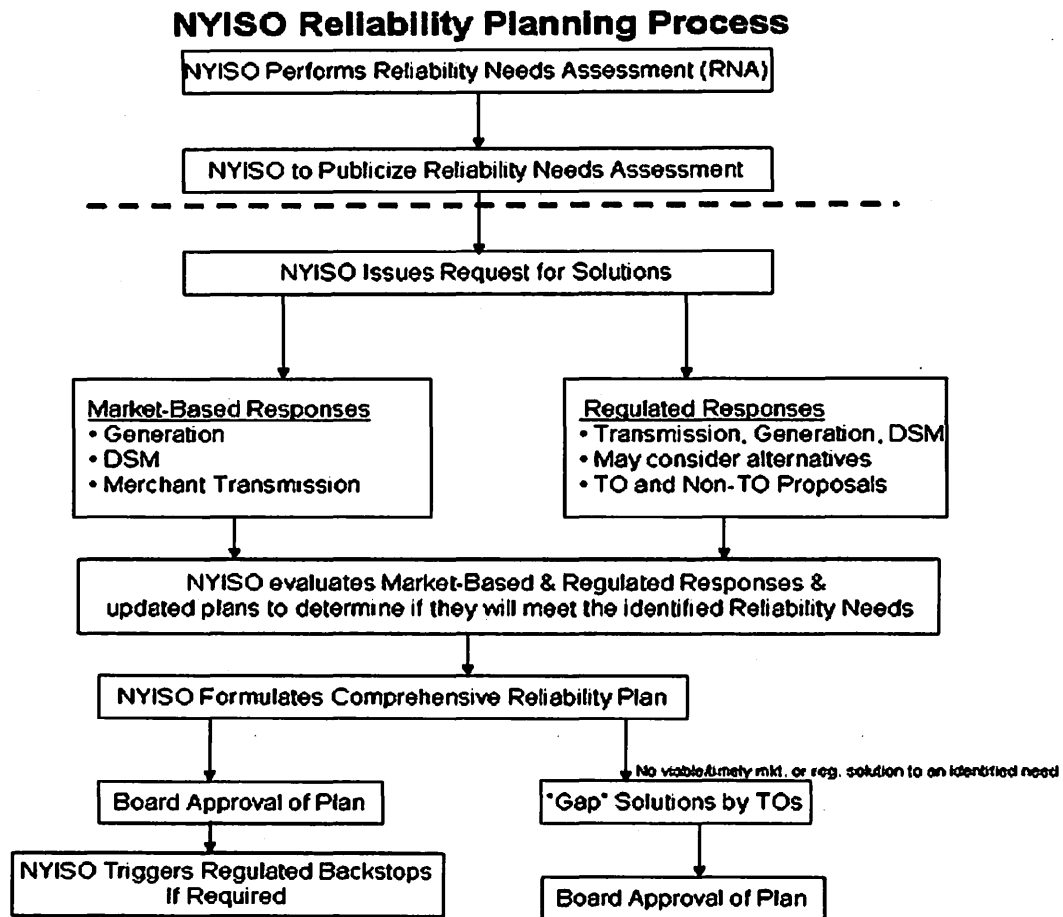 NYISO Reliability Planning Process
NYISO Performs Reliability Needs Assessment (RNA)
NYISO to Publicize Reliability Needs Assessment
NYISO Issues Request for Solutions
Market-Based Responses
• Generation
• DSM
• Merchant Transmission
Regulated Responses
• Transmission, Generation, DSM
• May consider alternatives
• TO and Non-TO Proposals
NYISO evaluates Market-Based & Regulated Responses &
updated plans to determine if they will meet the identified Reliability Needs
NYISO Formulates Comprehensive Reliability Plan
No viable/timely mkt. or reg. solution to an identified need
Board Approval of Plan
"Gap" Solutions by TOs
NYISO Triggers Regulated Backstops
If Required
Board Approval of Plan